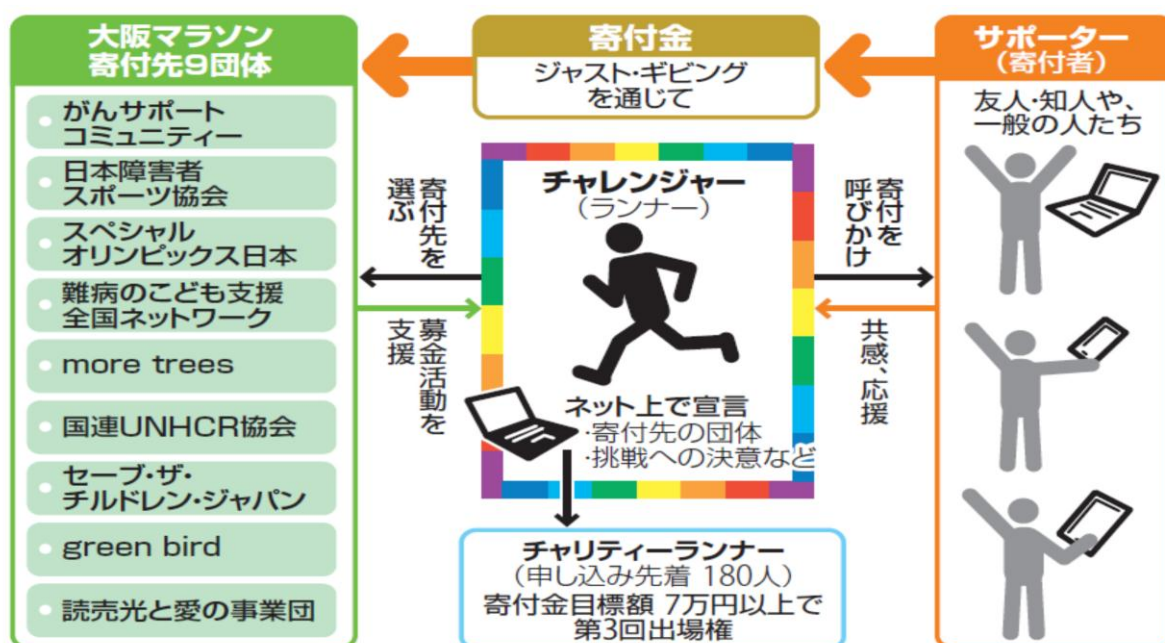 大阪マラソン
寄付先9団体
がんサポート
コミュニティー
日本障害者
スポーツ協会
スペシャル
オリンピックス日本
難病のこども支援
全国ネットワーク
more trees
国連UNHCR協会
セーブ・ザ・
チルドレン・ジャパン
green bird
読売光と愛の事業団
寄付金
ジャスト・ギビング
を通じて
寄付先を
選ぶ
募金活動を
支援
チャレンジャー
（ランナー）
ネット上で宣言
・寄付先の団体
・挑戦への決意など
チャリティーランナー
（申し込み先着 180人）
寄付金目標額 7万円以上で
第3回出場権
寄付を
呼びかけ
共感、応援
サポーター
（寄付者）
友人・知人や、
一般の人たち